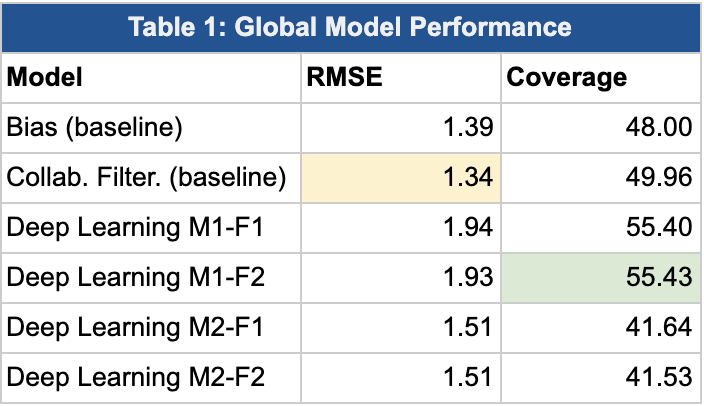 Table 1: Global Model Performance
Model RMSE Coverage
Bias (baseline) 1.39 48.00
Collab. Filter. (baseline) 1.34 49.96
Deep Learning M1-F1 1.94 55.40
Deep Learning M1-F2 1.93 55.43
Deep Learning M2-F1 1.51 41.64
Deep Learning M2-F2 1.51 41.53